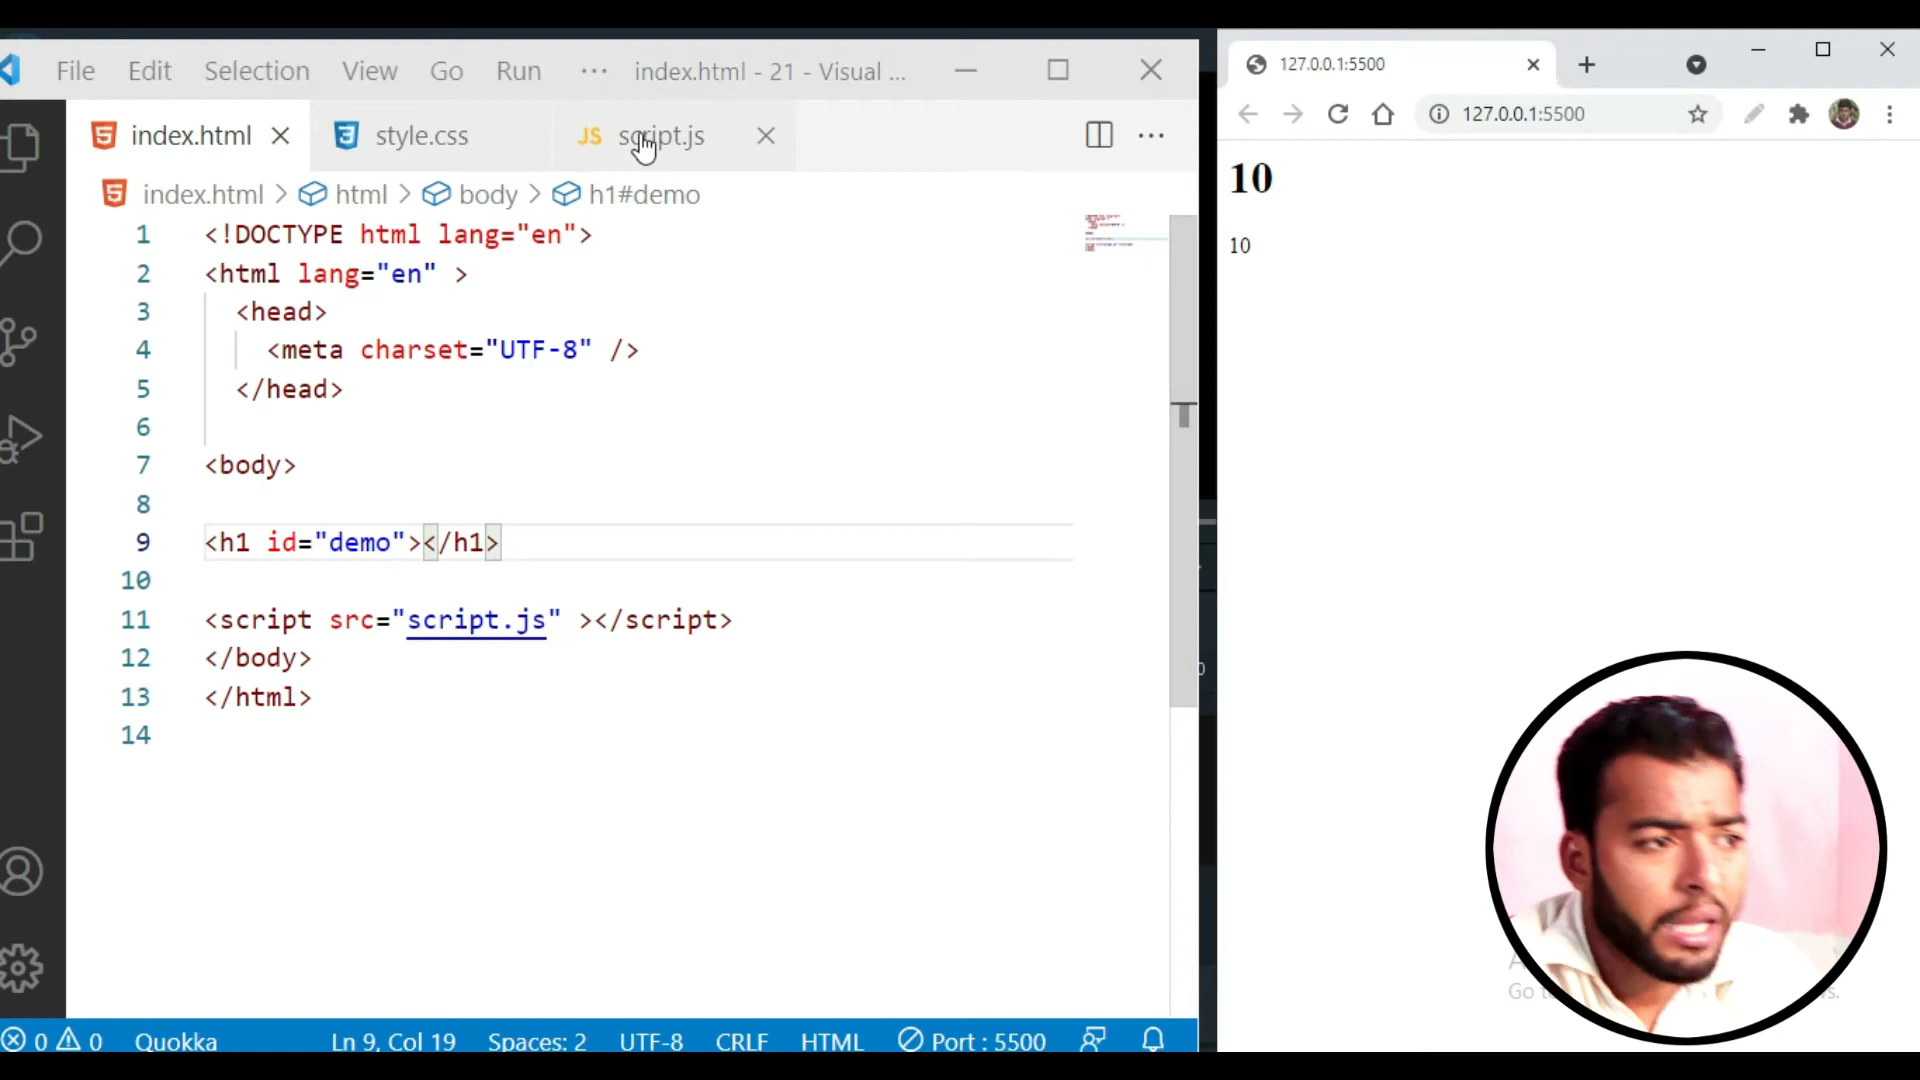 File Edit Selection View Go Run ··· index.html - 21 - Visual ...
index.html style.css JS script.js
index.html > html > body > h1#demo
1 <!DOCTYPE html lang="en">
2 <html lang="en" >
3 <head>
4 <meta charset="UTF-8" />
5 </head>
6
7 <body>
8
9 <h1 id="demo"></h1>
10
11 <script src="script.js" ></script>
12 </body>
13 </html>
14
0 0 Quokka Ln 9, Col 19 Spaces: 2 UTF-8 CRLF HTML Port : 5500
127.0.0.1:5500
127.0.0.1:5500
10
10